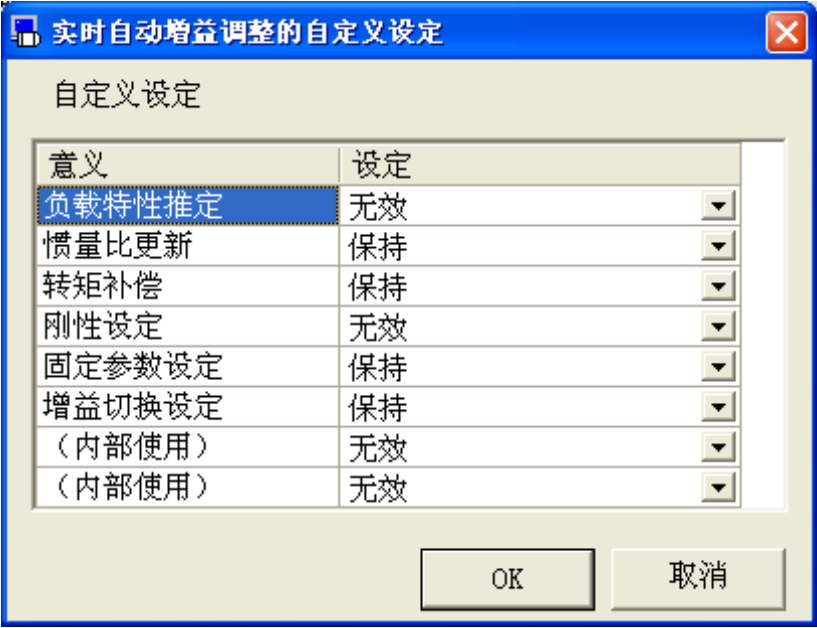 实时自动增益调整的自定义设定
自定义设定
意义 设定
负载特性推定 无效
惯量比更新 保持
转矩补偿 保持
刚性设定 无效
固定参数设定 保持
增益切换设定 保持
（内部使用） 无效
（内部使用） 无效
OK 取消